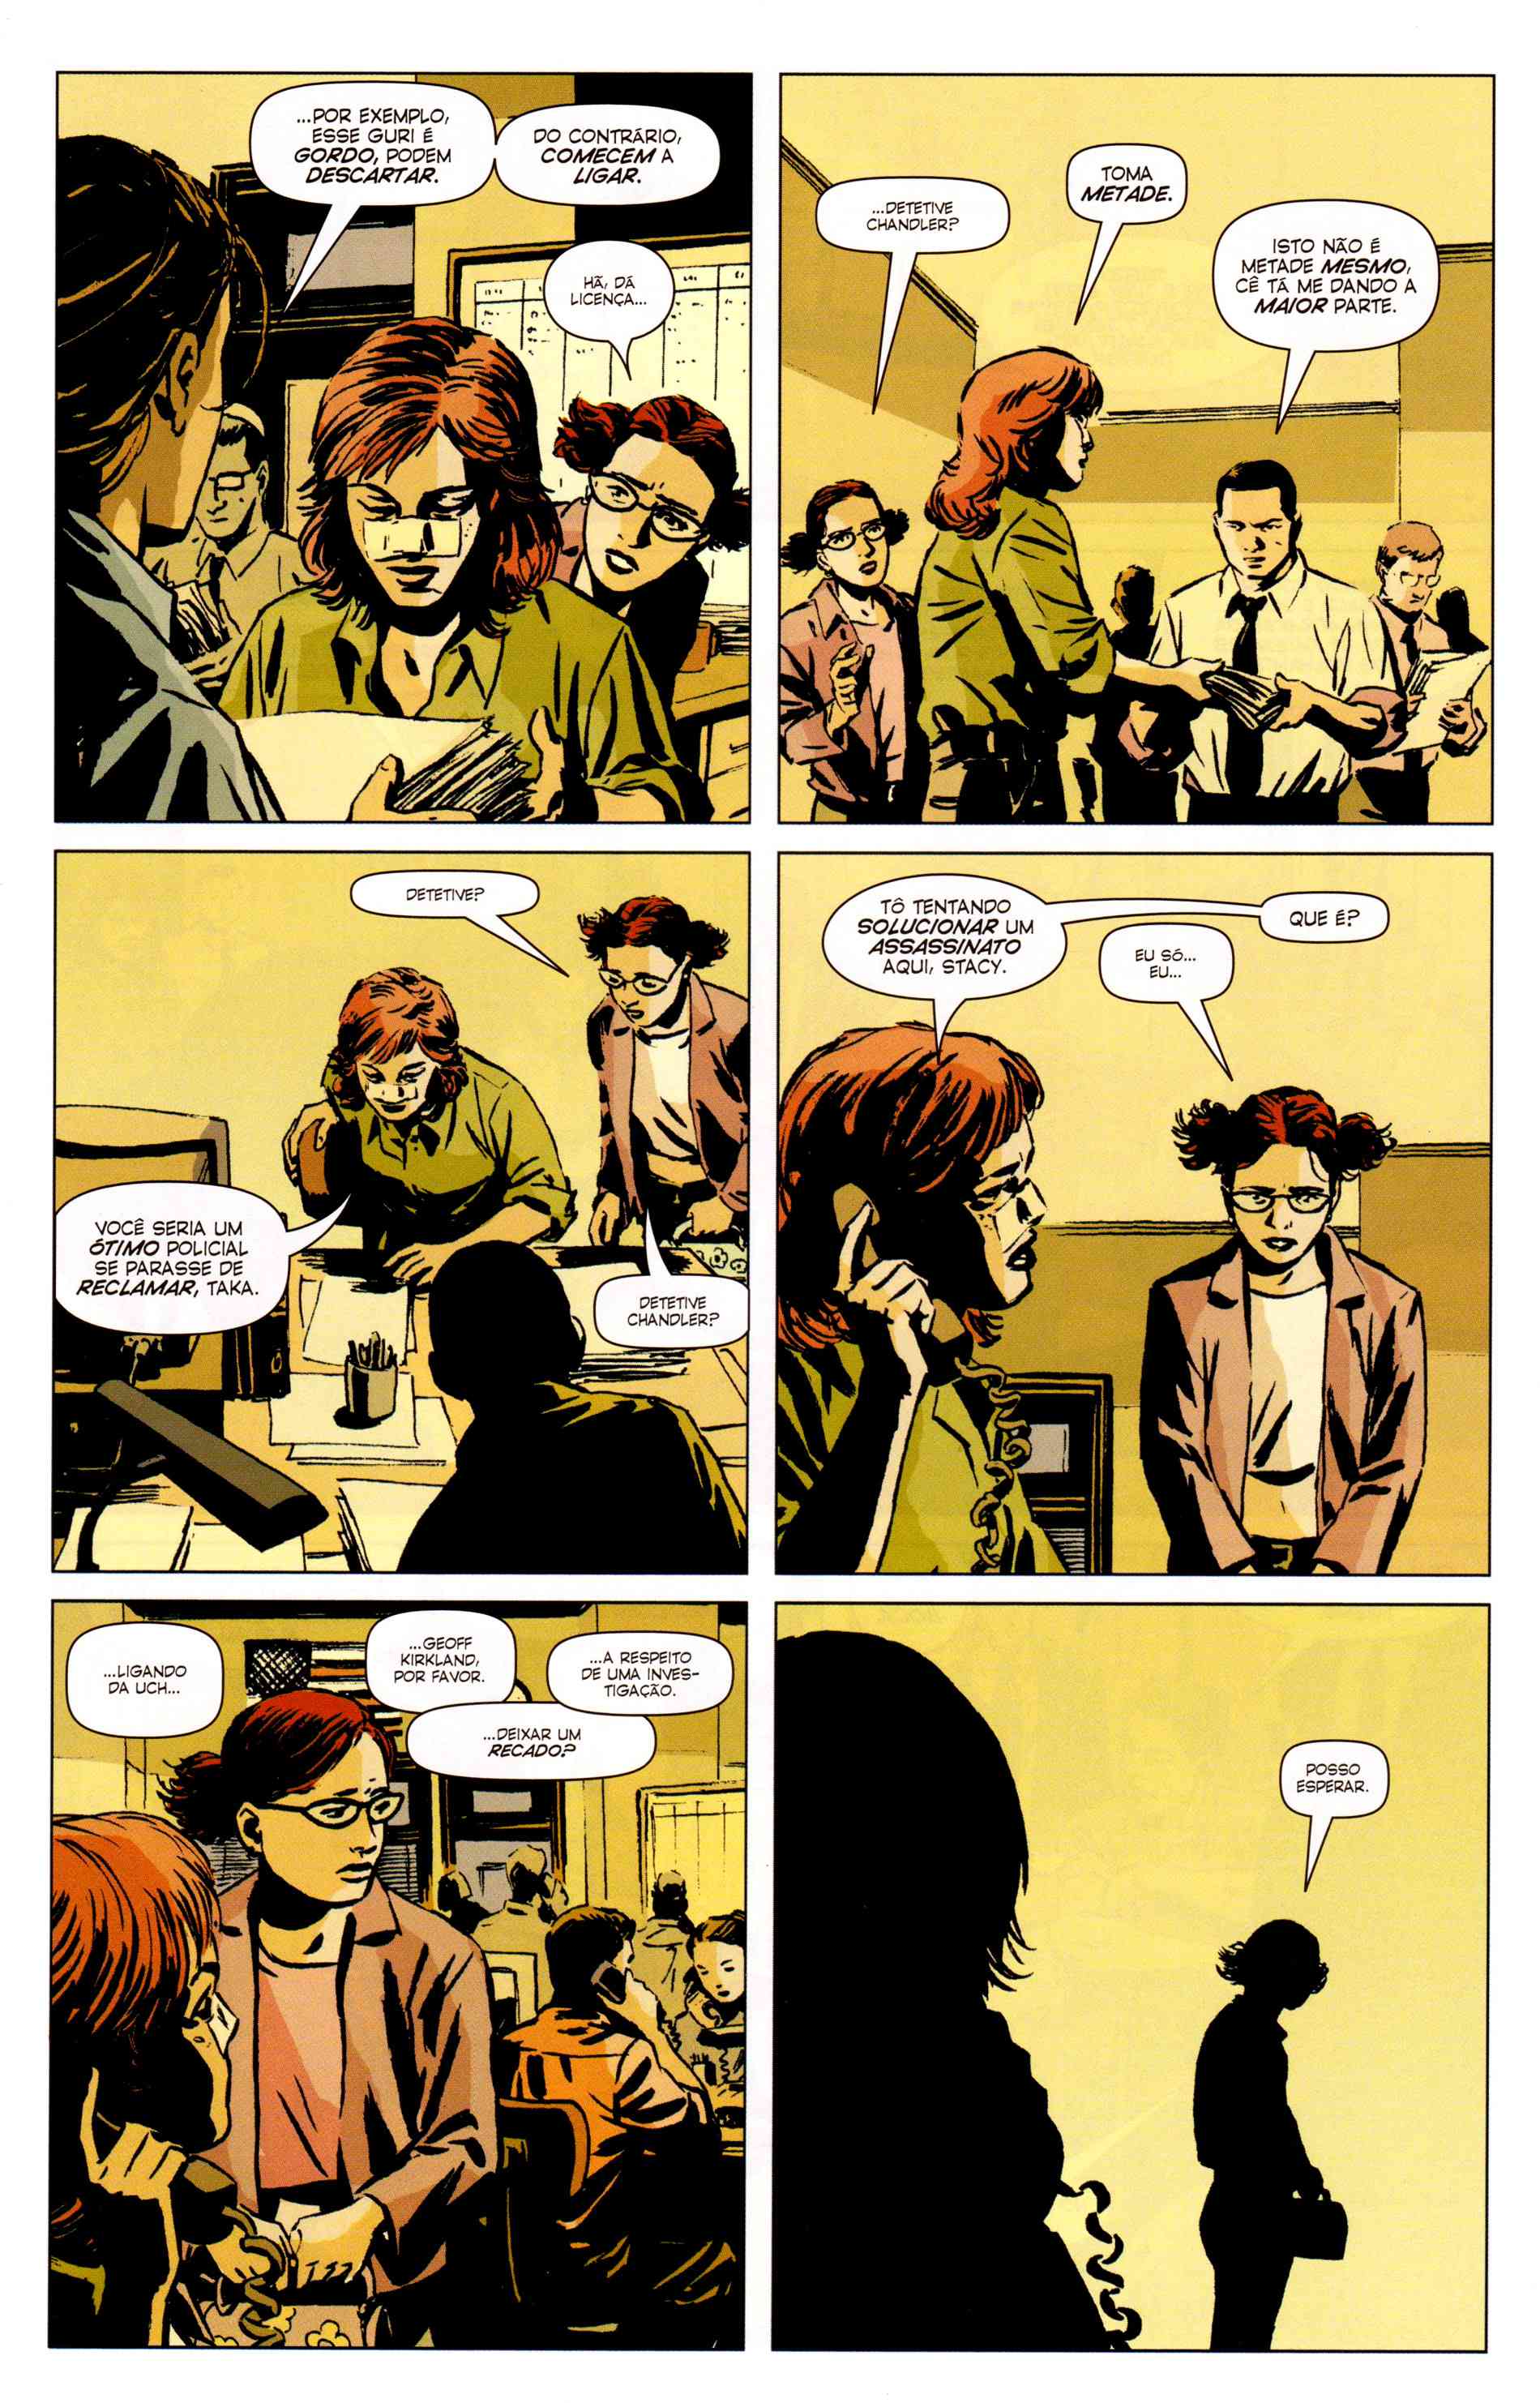 ...POR EXEMPLO,
ESSE GURI É
GORDO, PODEM
DESCARTAR.
DO CONTRÁRIO,
COMECEM A
LIGAR.
HÃ, DÁ
LICENÇA...
...DETETIVE
CHANDLER?
TOMA
METADE.
ISTO NÃO É
METADE MESMO,
CÊ TÁ ME DANDO A
MAIOR PARTE.
DETETIVE?
VOCÊ SERIA UM
ÓTIMO POLICIAL
SE PARASSE DE
RECLAMAR, TAKA.
DETETIVE
CHANDLER?
TÔ TENTANDO
SOLUCIONAR UM
ASSASSINATO
AQUI, STACY.
QUE É?
EU SÓ...
EU...
...LIGANDO
DA UCH...
...GEOFF
KIRKLAND,
POR FAVOR.
...A RESPEITO
DE UMA INVES-
TIGAÇÃO.
...DEIXAR UM
RECADO?
POSSO
ESPERAR.